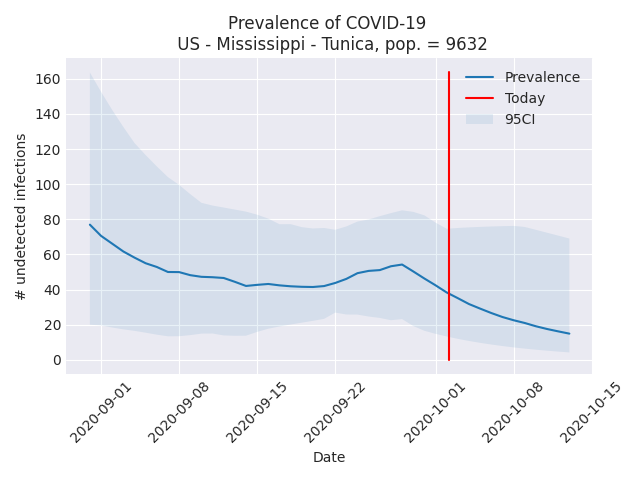 Prevalence of COVID-19
US - Mississippi - Tunica, pop. = 9632
Prevalence
Today
95CI
160
140
120
100
80
60
40
20
0
# undetected infections
2020-09-01
2020-09-08
2020-09-15
2020-09-22
2020-10-01
2020-10-08
2020-10-15
Date